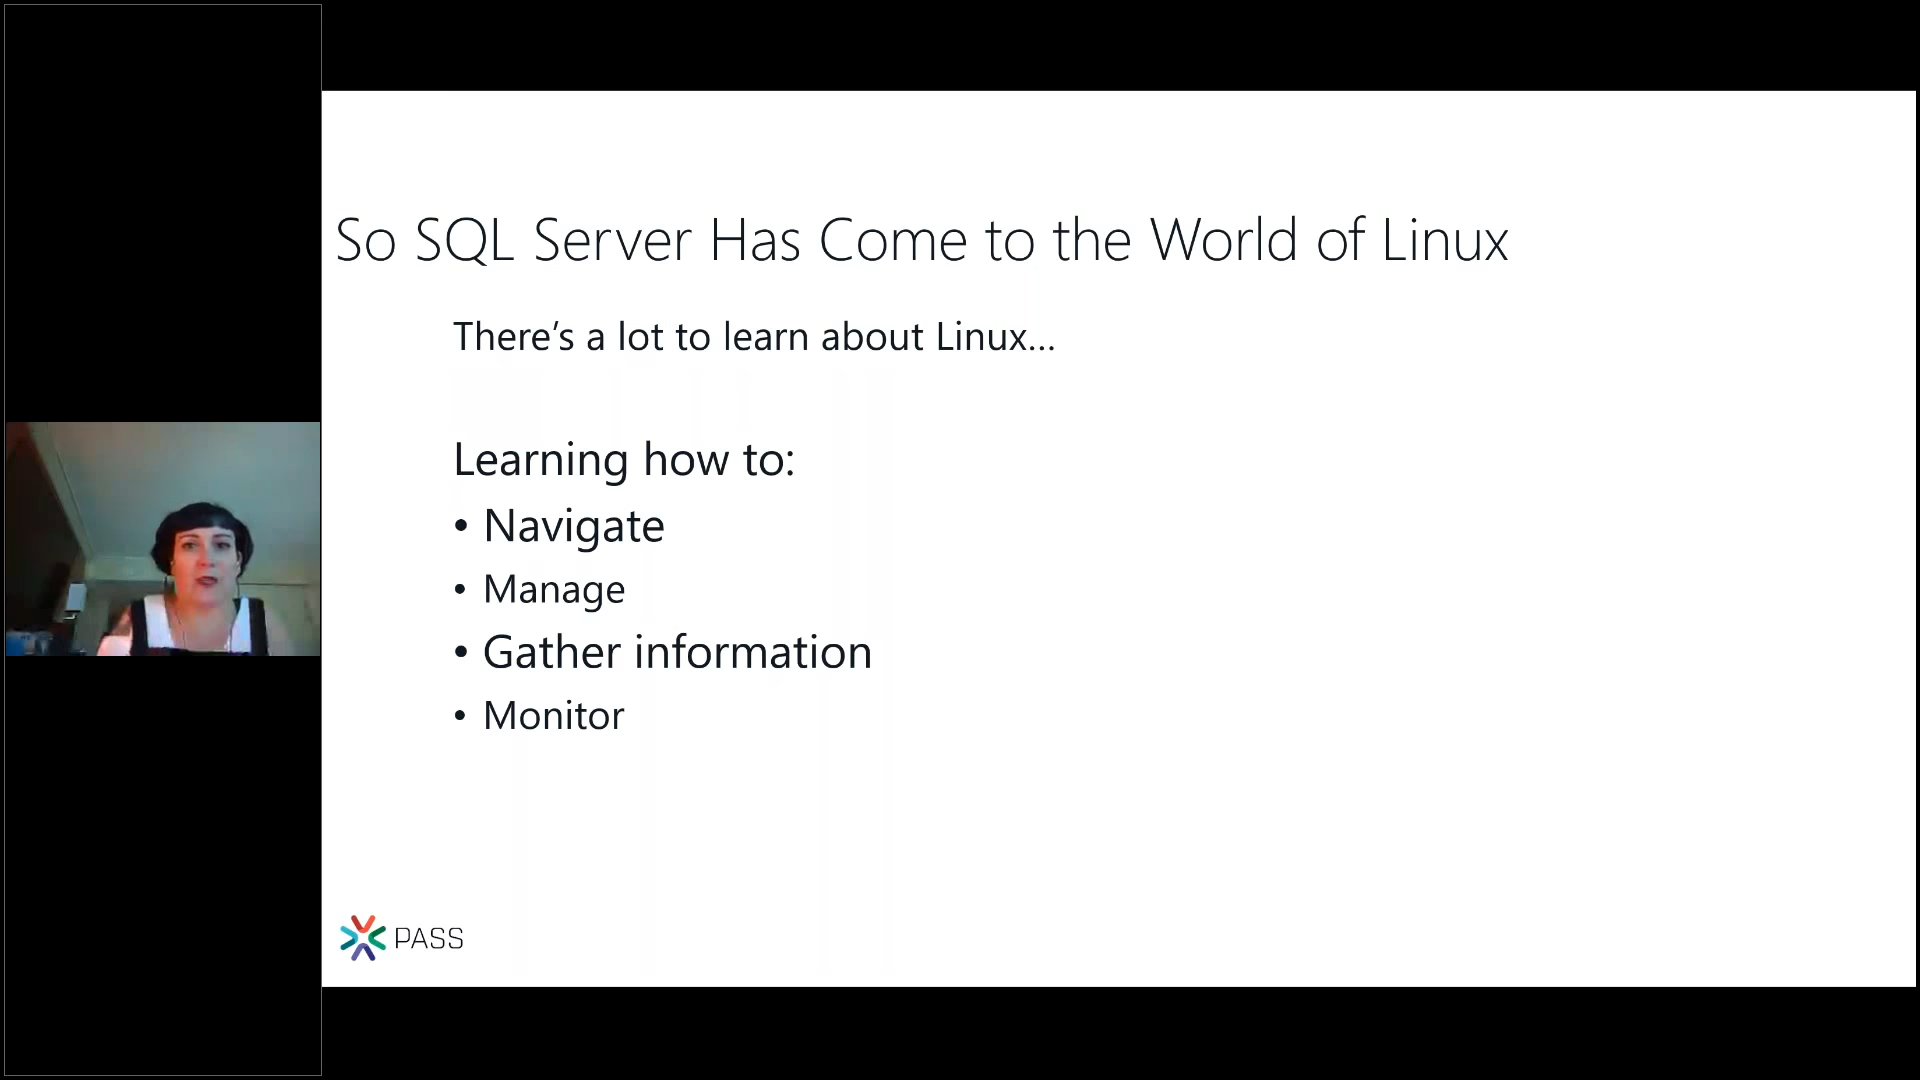 So SQL Server Has Come to the World of Linux
There’s a lot to learn about Linux...
Learning how to:
• Navigate
• Manage
• Gather information
• Monitor
PASS